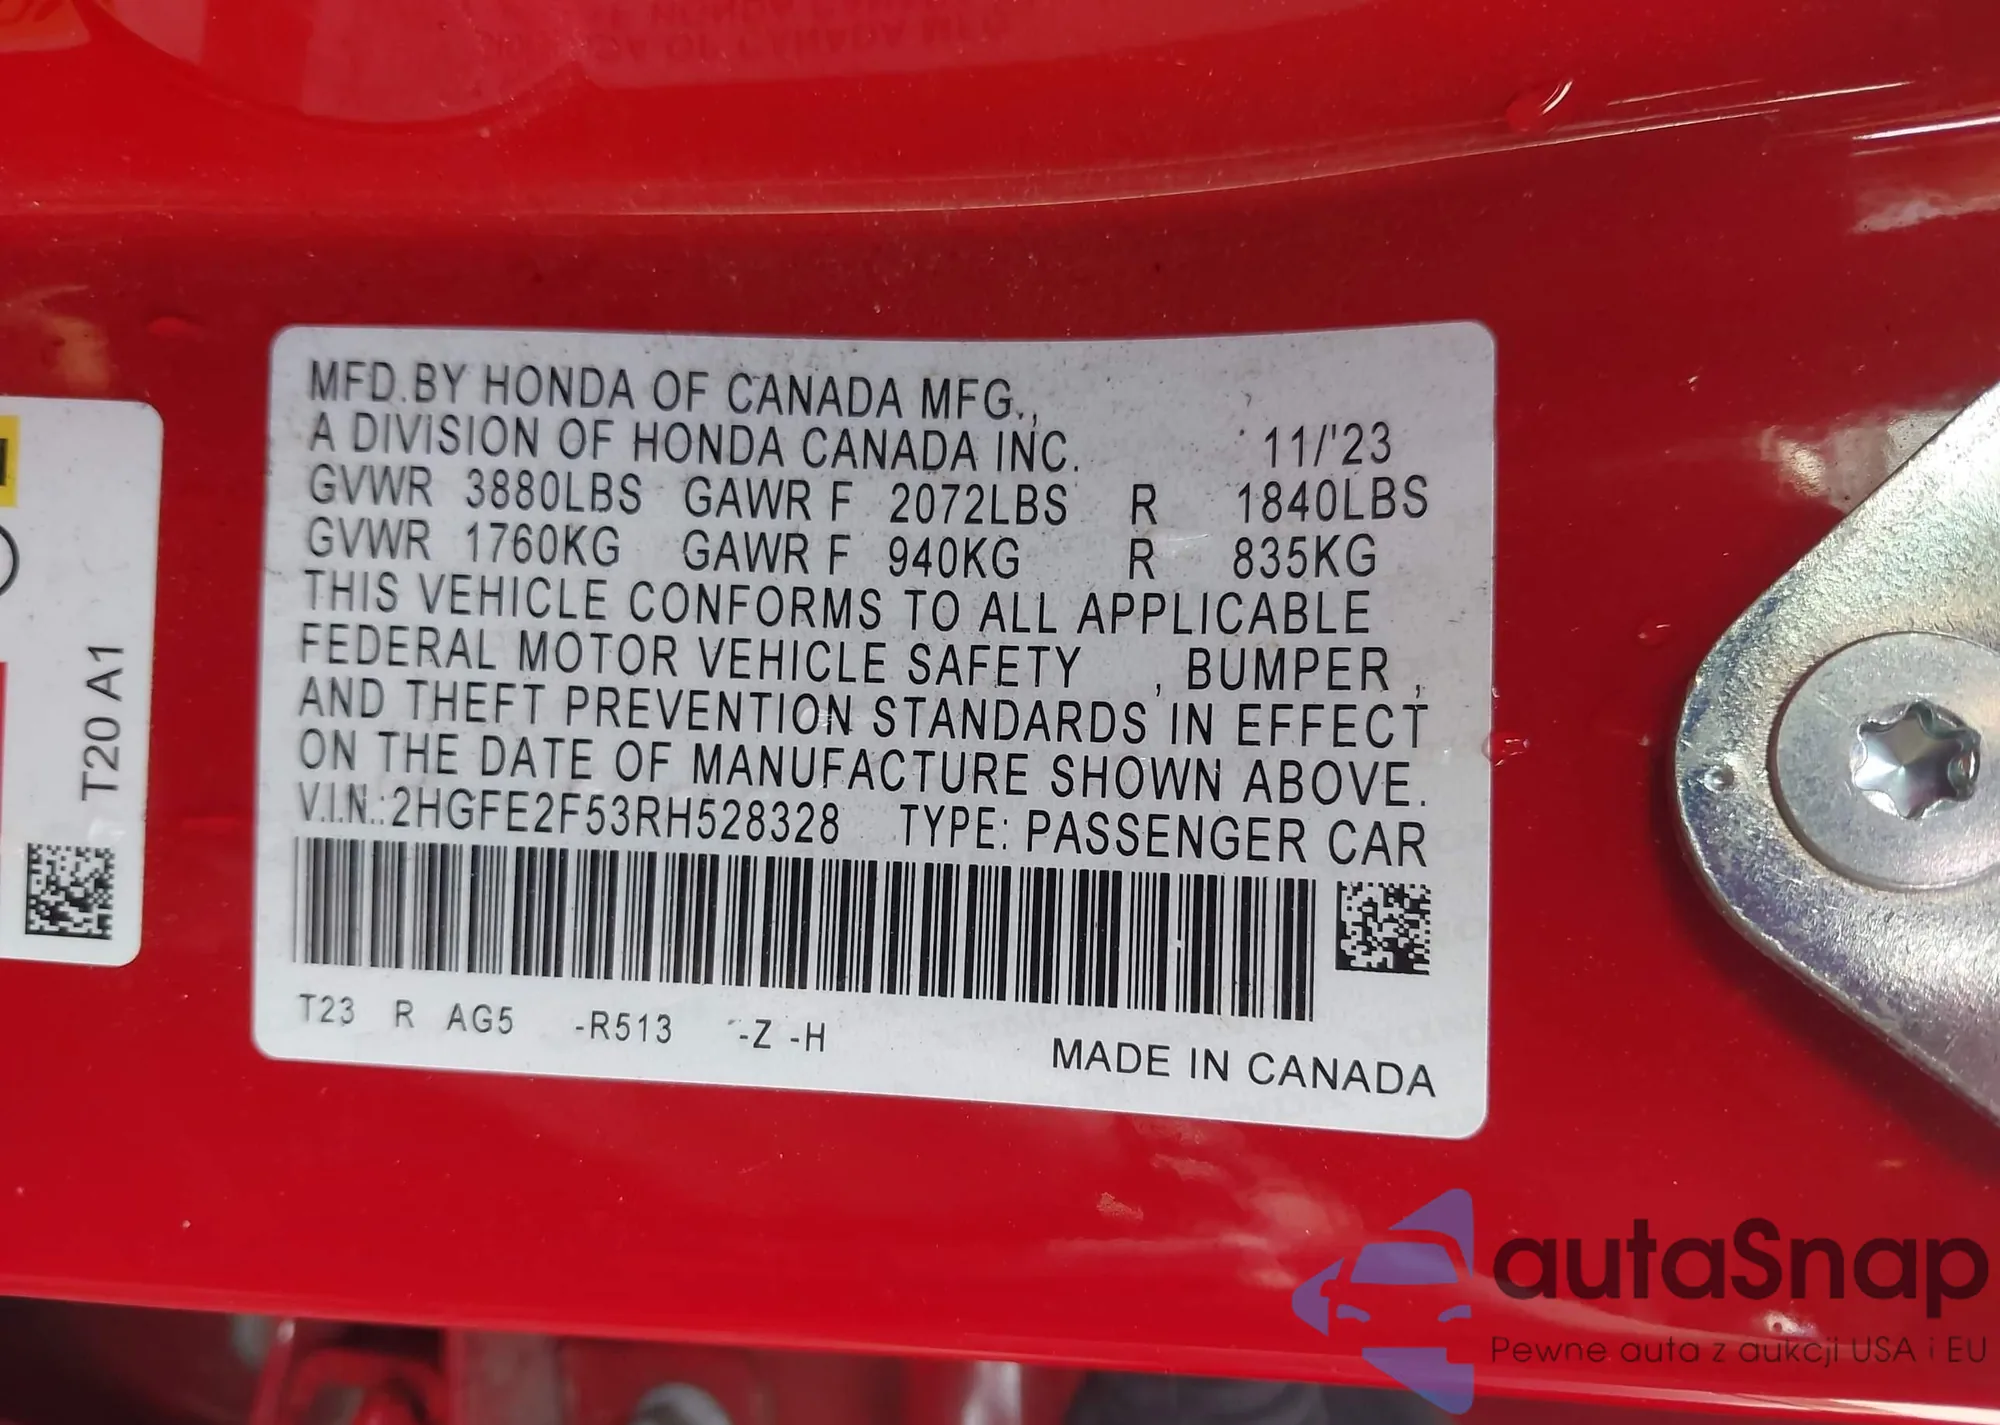 MFD.BY HONDA OF CANADA MFG.,
A DIVISION OF HONDA CANADA INC. 11/'23
GVWR 3880LBS GAWR F 2072LBS R 1840LBS
GVWR 1760KG GAWR F 940KG R 835KG
THIS VEHICLE CONFORMS TO ALL APPLICABLE
FEDERAL MOTOR VEHICLE SAFETY , BUMPER ,
AND THEFT PREVENTION STANDARDS IN EFFECT
ON THE DATE OF MANUFACTURE SHOWN ABOVE.
V.I.N.:2HGFE2F53RH528328 TYPE: PASSENGER CAR
T23 R AG5 -R513 -Z -H
MADE IN CANADA
T20 A1
autaSnap
Pewne auta z aukcji USA i EU